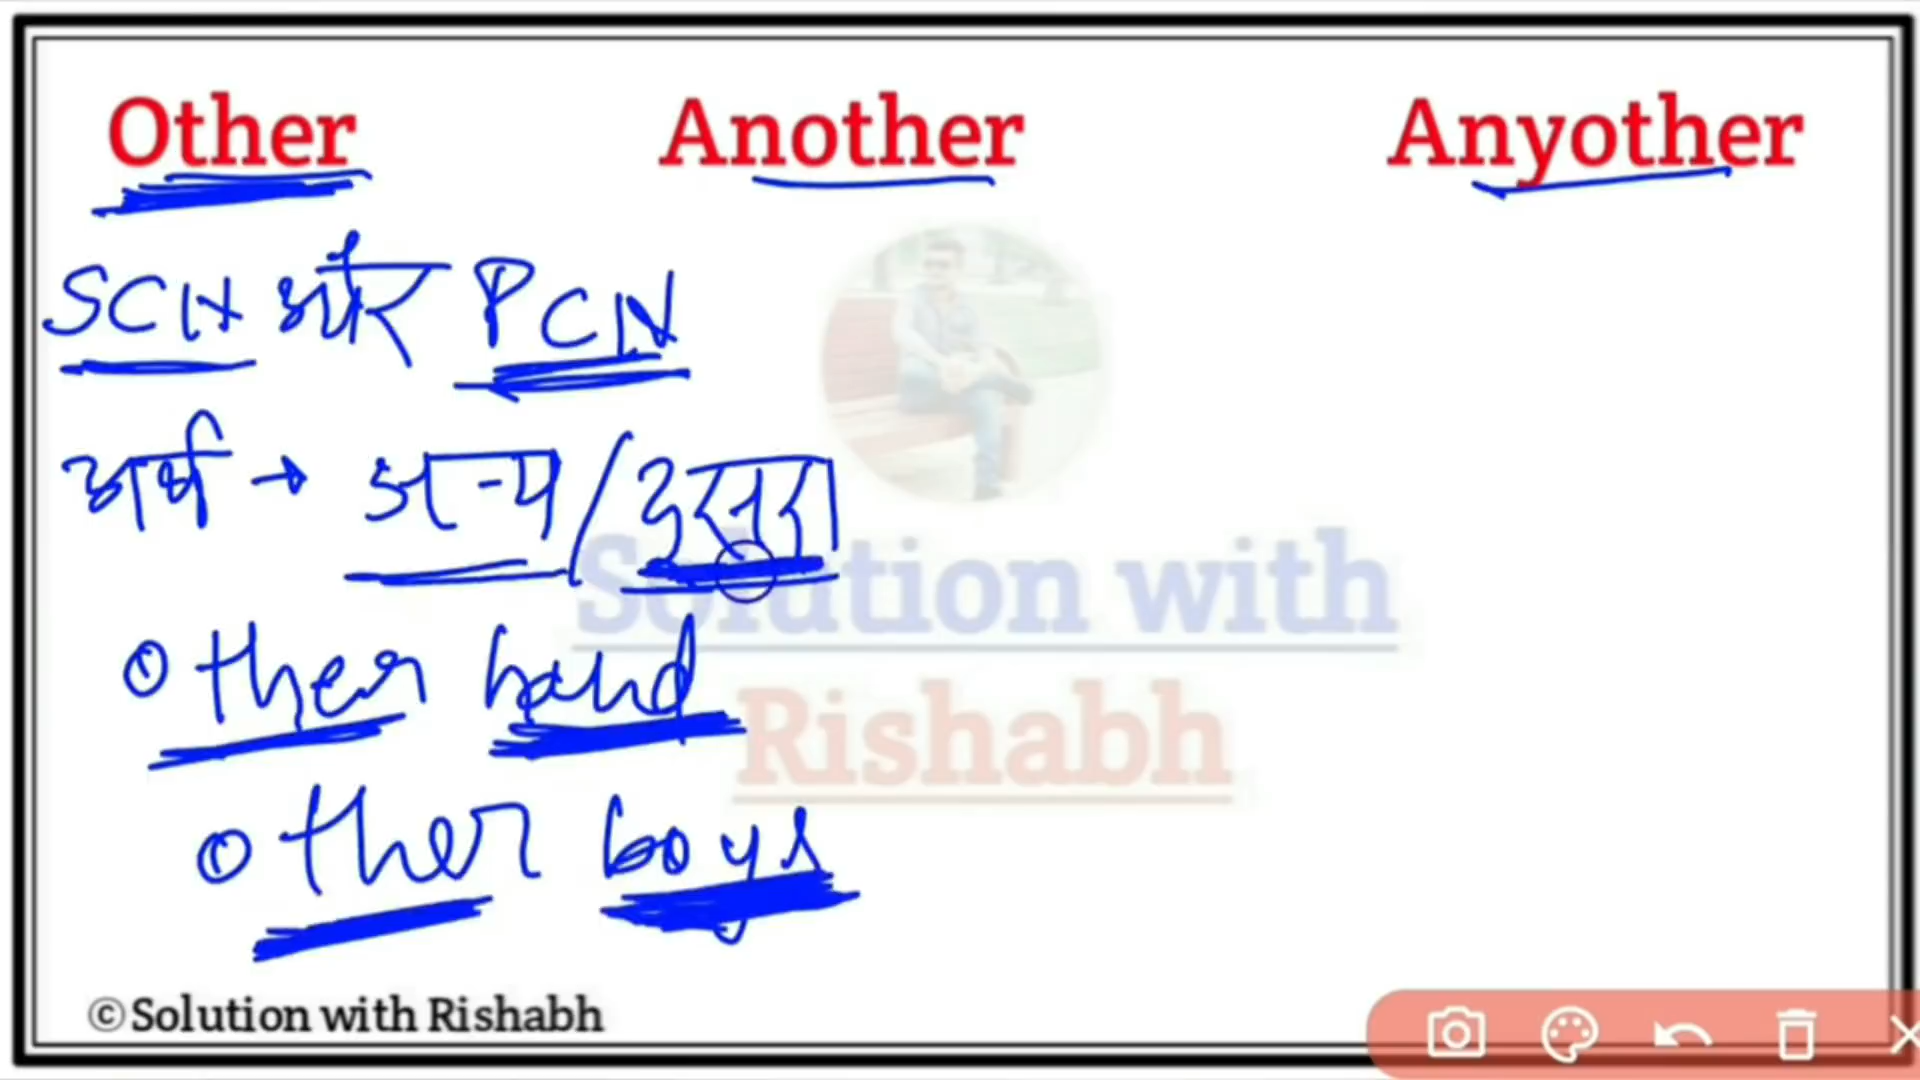 Other Another Anyother
SCN और PCN
अर्थ → अन्य / दूसरा
Other hand
Other boys
Solution with
Rishabh
©Solution with Rishabh